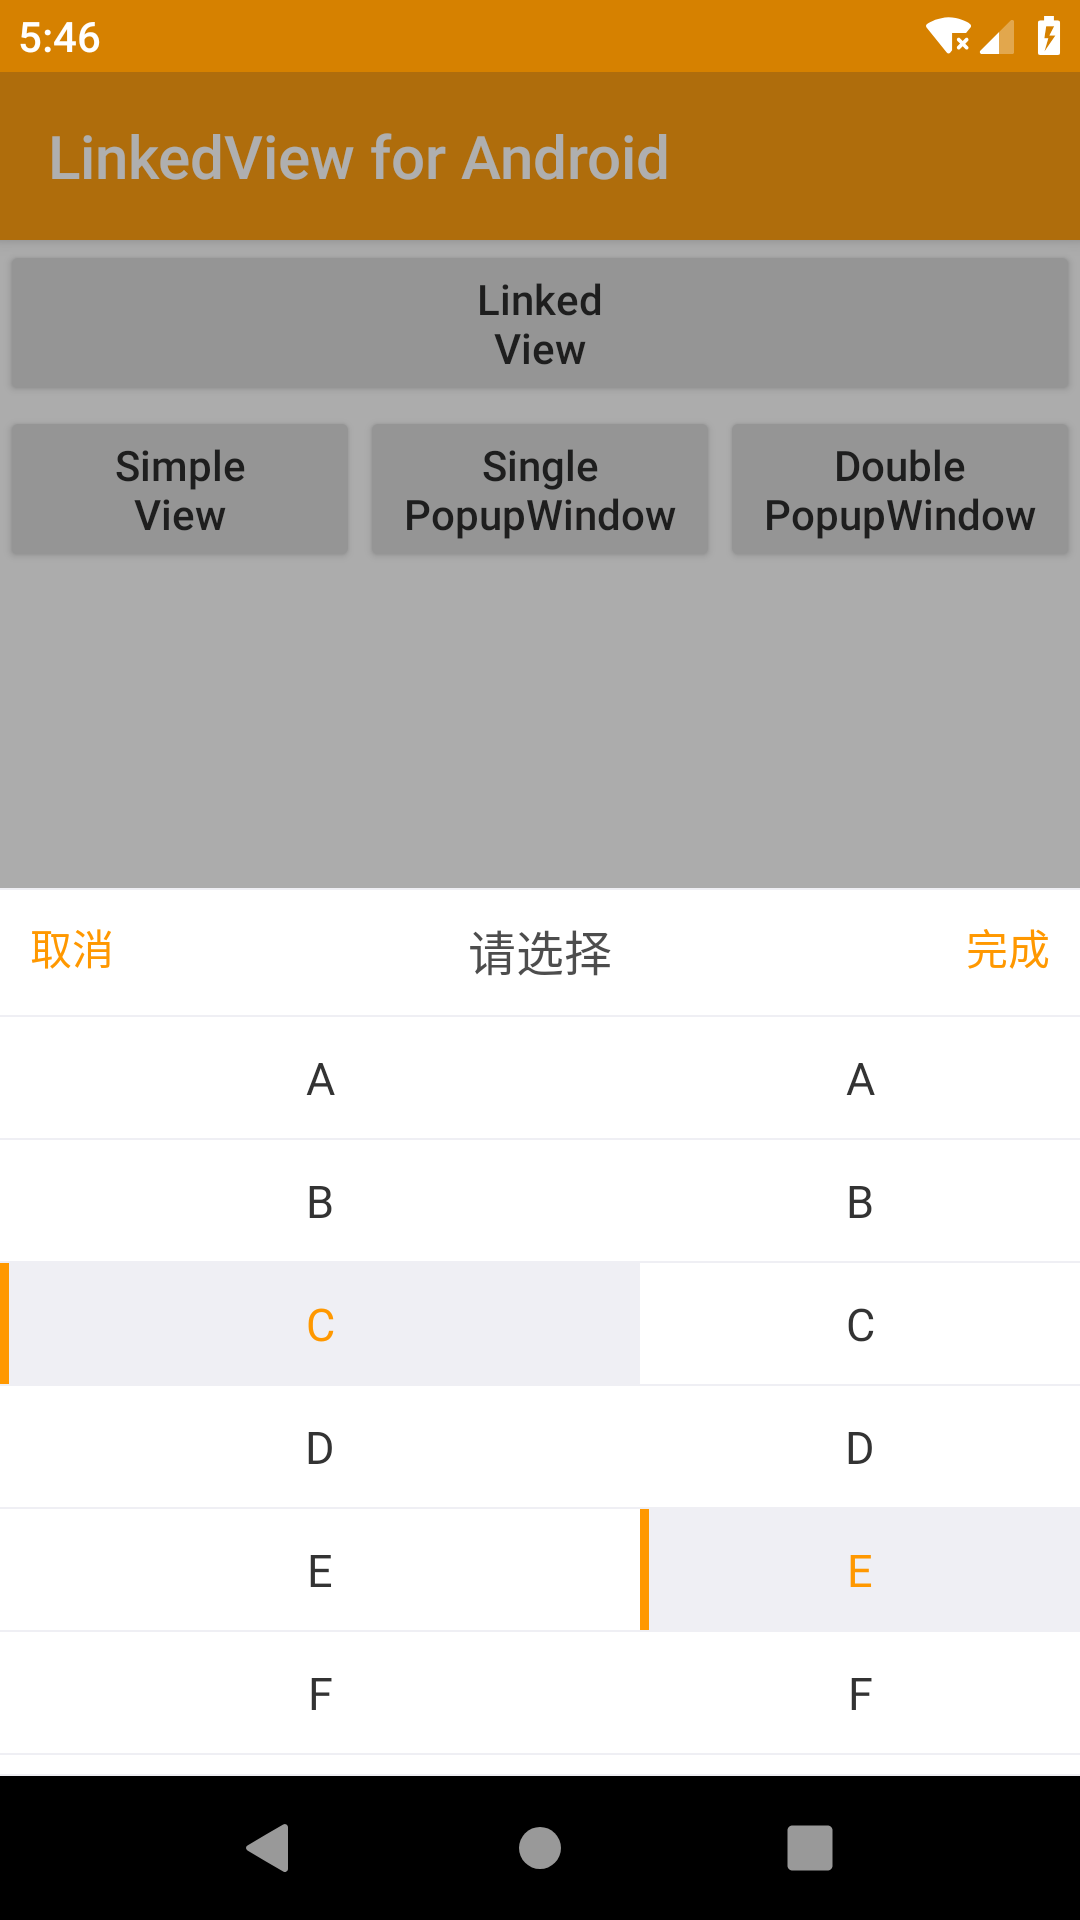 5:46
LinkedView for Android
Linked
View
Simple
View
Single
PopupWindow
Double
PopupWindow
取消
请选择
完成
A A
B B
C C
D D
E E
F F